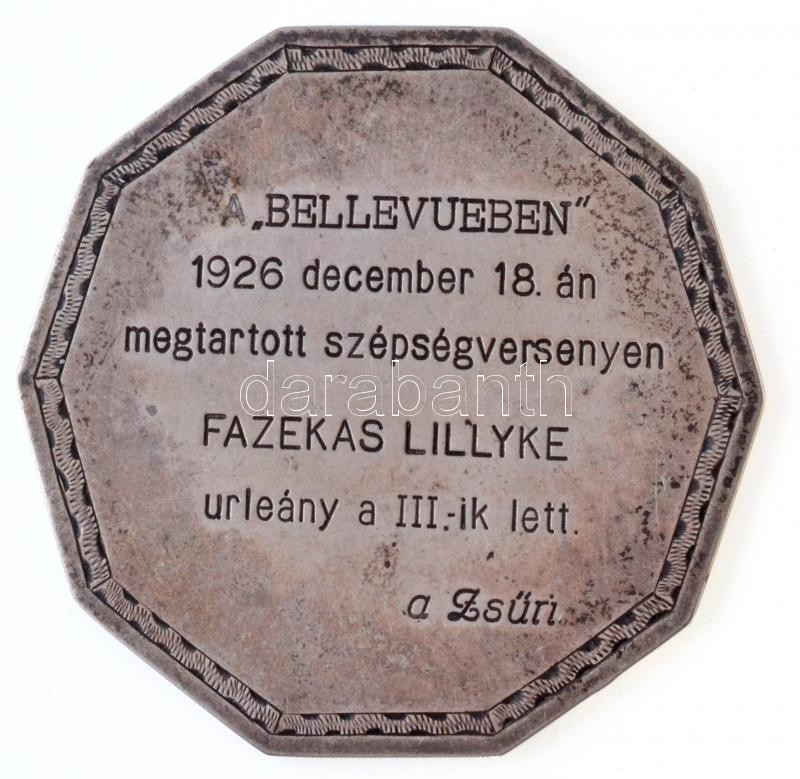 A „BELLEVUEBEN"
1926 december 18. án
megtartott szépségversenyen
darabanth
FAZEKAS LILLYKE
urleány a III.-ik lett.
a Zsűri.